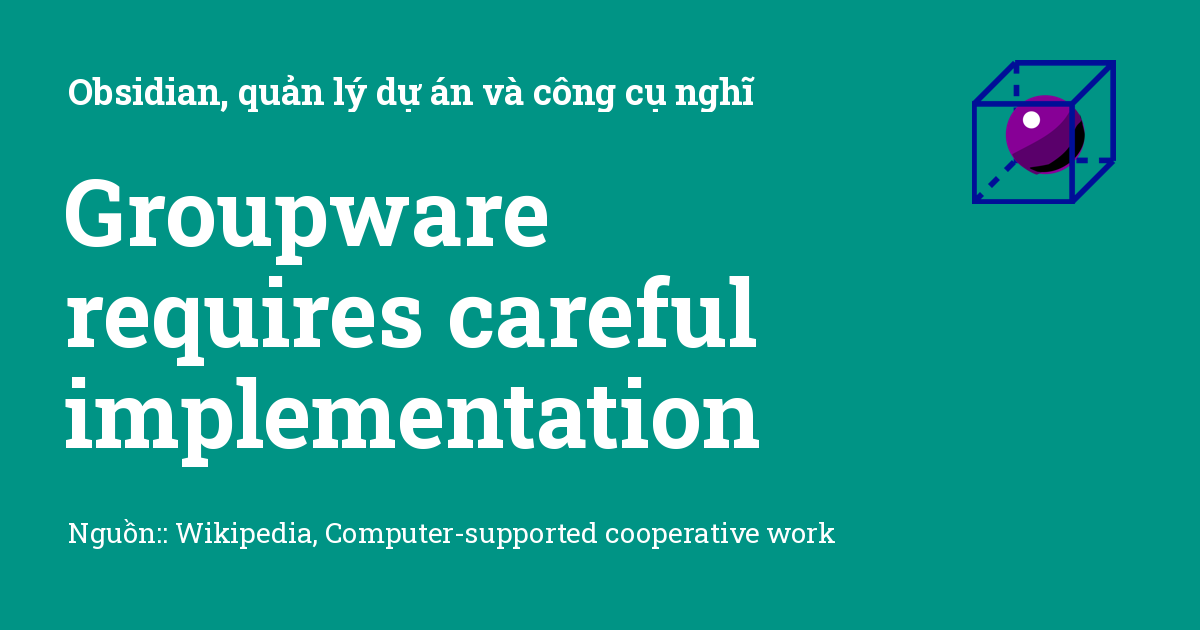 Obsidian, quản lý dự án và công cụ nghĩ
Groupware
requires careful
implementation
Nguồn:: Wikipedia, Computer-supported cooperative work